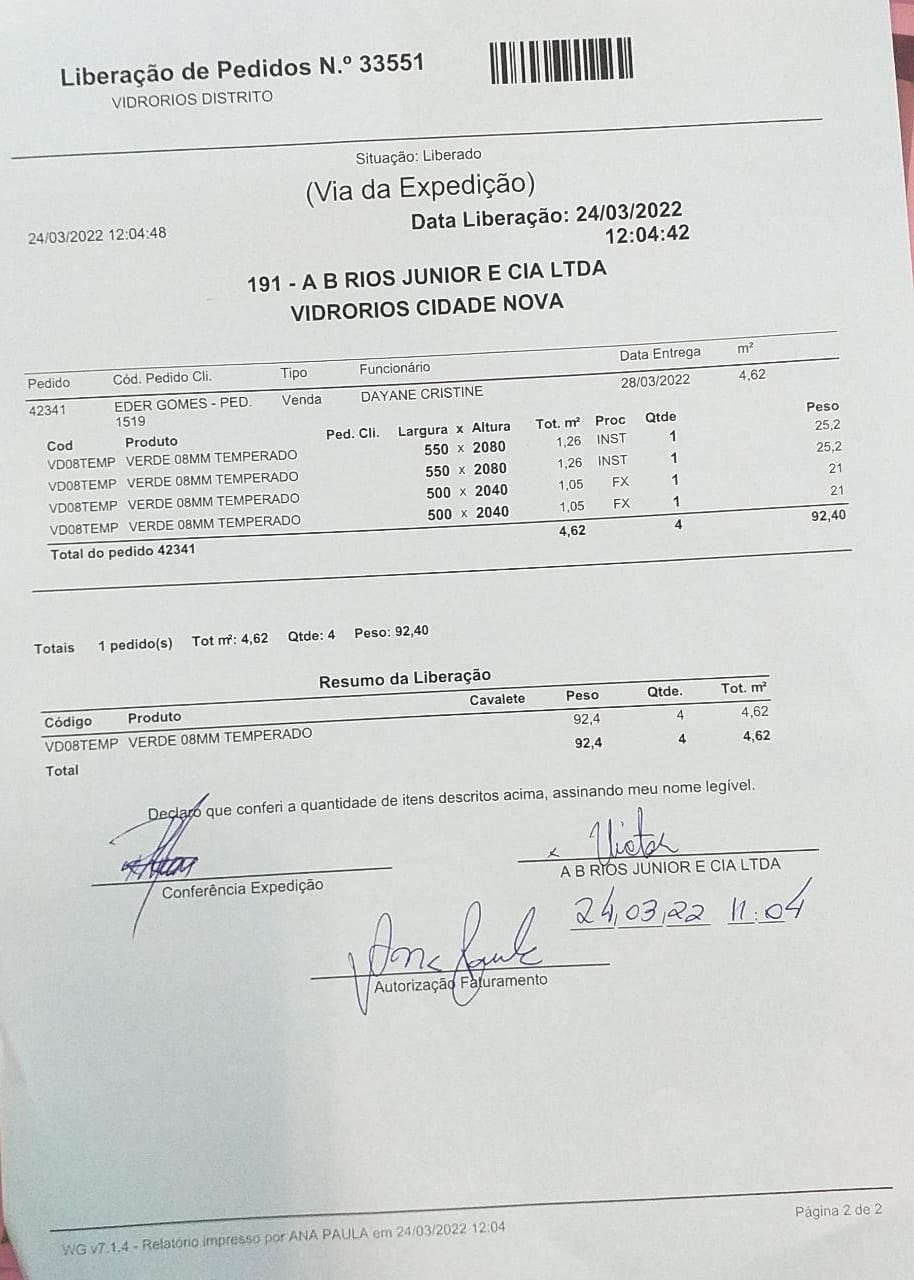 Liberação de Pedidos N.º 33551
VIDRORIOS DISTRITO
Situação: Liberado
(Via da Expedição)
24/03/2022 12:04:48
Data Liberação: 24/03/2022
12:04:42
191 - A B RIOS JUNIOR E CIA LTDA
VIDRORIOS CIDADE NOVA
Pedido Cód. Pedido Cli. Tipo Funcionário Data Entrega m²
42341 EDER GOMES - PED. Venda DAYANE CRISTINE 28/03/2022 4,62
1519
Cod Produto Ped. Cli. Largura x Altura Tot. m² Proc Qtde Peso
VD08TEMP VERDE 08MM TEMPERADO 550 x 2080 1,26 INST 1 25,2
VD08TEMP VERDE 08MM TEMPERADO 550 x 2080 1,26 INST 1 25,2
VD08TEMP VERDE 08MM TEMPERADO 500 x 2040 1,05 FX 1 21
VD08TEMP VERDE 08MM TEMPERADO 500 x 2040 1,05 FX 1 21
Total do pedido 42341 4,62 4 92,40
Totais 1 pedido(s) Tot m²: 4,62 Qtde: 4 Peso: 92,40
Resumo da Liberação
Código Produto Cavalete Peso Qtde. Tot. m²
VD08TEMP VERDE 08MM TEMPERADO 92,4 4 4,62
Total 92,4 4 4,62
Declaro que conferi a quantidade de itens descritos acima, assinando meu nome legível.
x Victor
Conferência Expedição A B RIOS JUNIOR E CIA LTDA
24,03,22 11:04
Ana Paula
Autorização Faturamento
WG v7.1.4 - Relatório impresso por ANA PAULA em 24/03/2022 12:04 Página 2 de 2